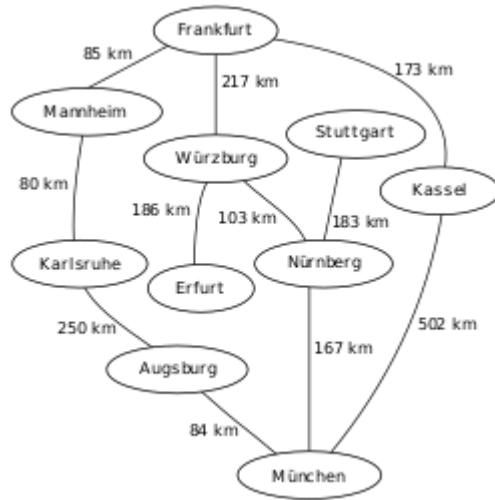 Frankfurt
85 km
217 km
173 km
Mannheim
Stuttgart
Würzburg
Kassel
80 km
186 km
103 km
183 km
Karlsruhe
Erfurt
Nürnberg
250 km
167 km
502 km
Augsburg
84 km
München